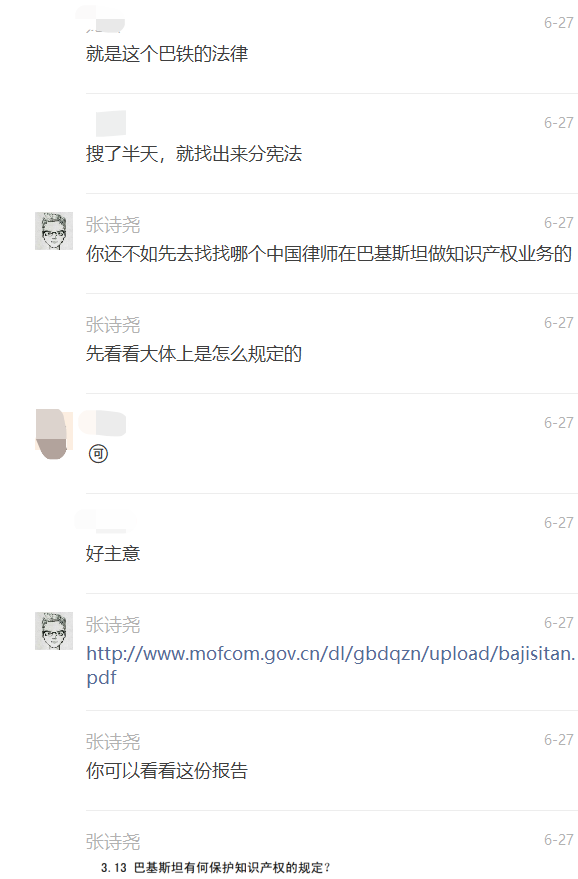 6-27
就是这个巴铁的法律
6-27
搜了半天，就找出来分宪法
张诗尧
6-27
你还不如先去找找哪个中国律师在巴基斯坦做知识产权业务的
张诗尧
6-27
先看看大体上是怎么规定的
6-27
可
6-27
好主意
张诗尧
6-27
http://www.mofcom.gov.cn/dl/gbdqzn/upload/bajisitan.
pdf
张诗尧
6-27
你可以看看这份报告
张诗尧
6-27
3.13 巴基斯坦有何保护知识产权的规定？